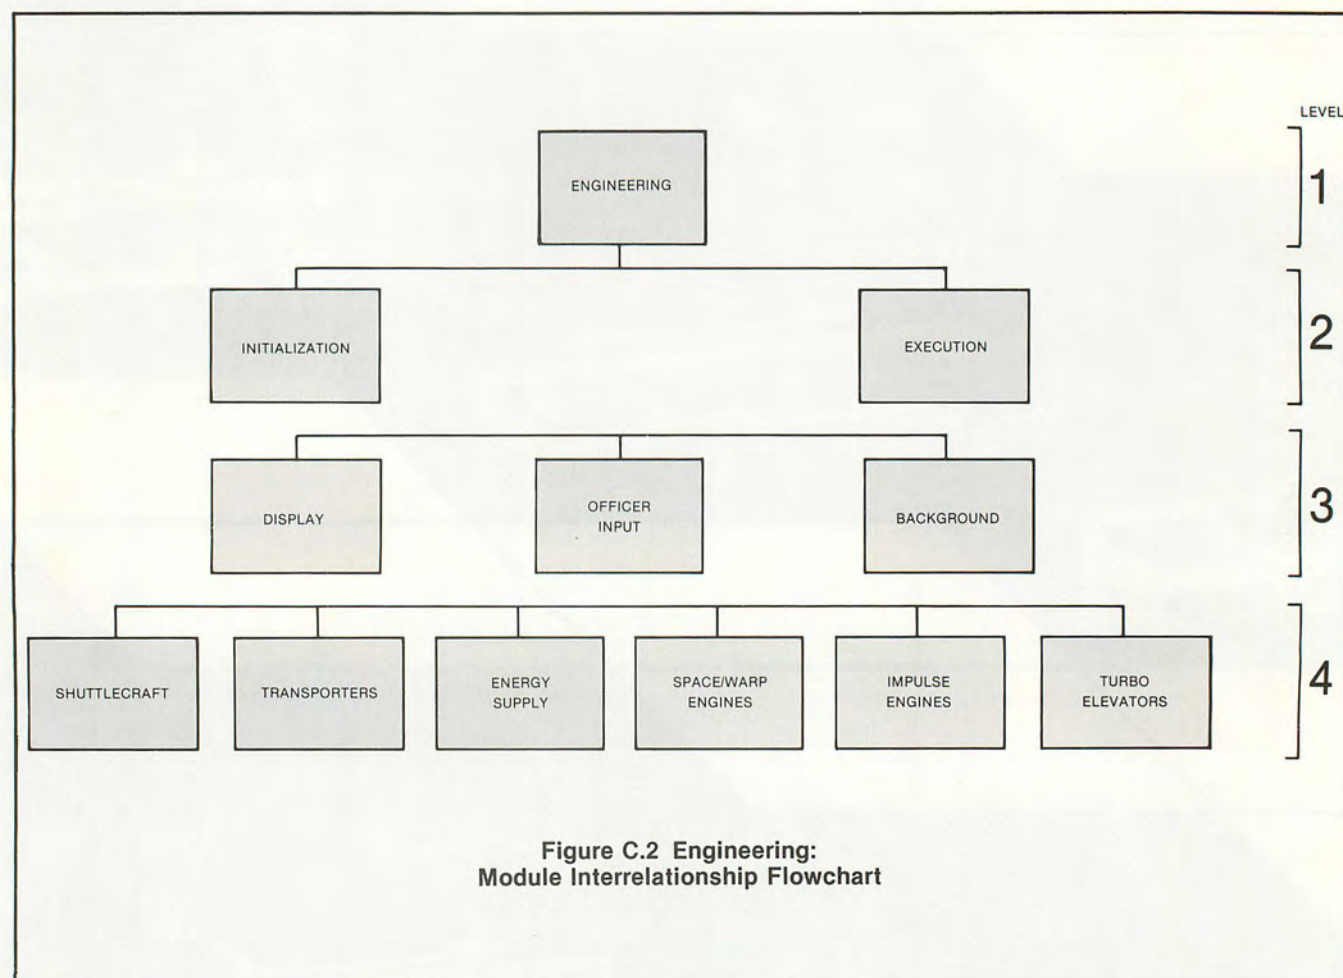 LEVEL
ENGINEERING
1
INITIALIZATION
EXECUTION
2
DISPLAY
OFFICER
INPUT
BACKGROUND
3
SHUTTLECRAFT
TRANSPORTERS
ENERGY
SUPPLY
SPACE/WARP
ENGINES
IMPULSE
ENGINES
TURBO
ELEVATORS
4
Figure C.2 Engineering:
Module Interrelationship Flowchart